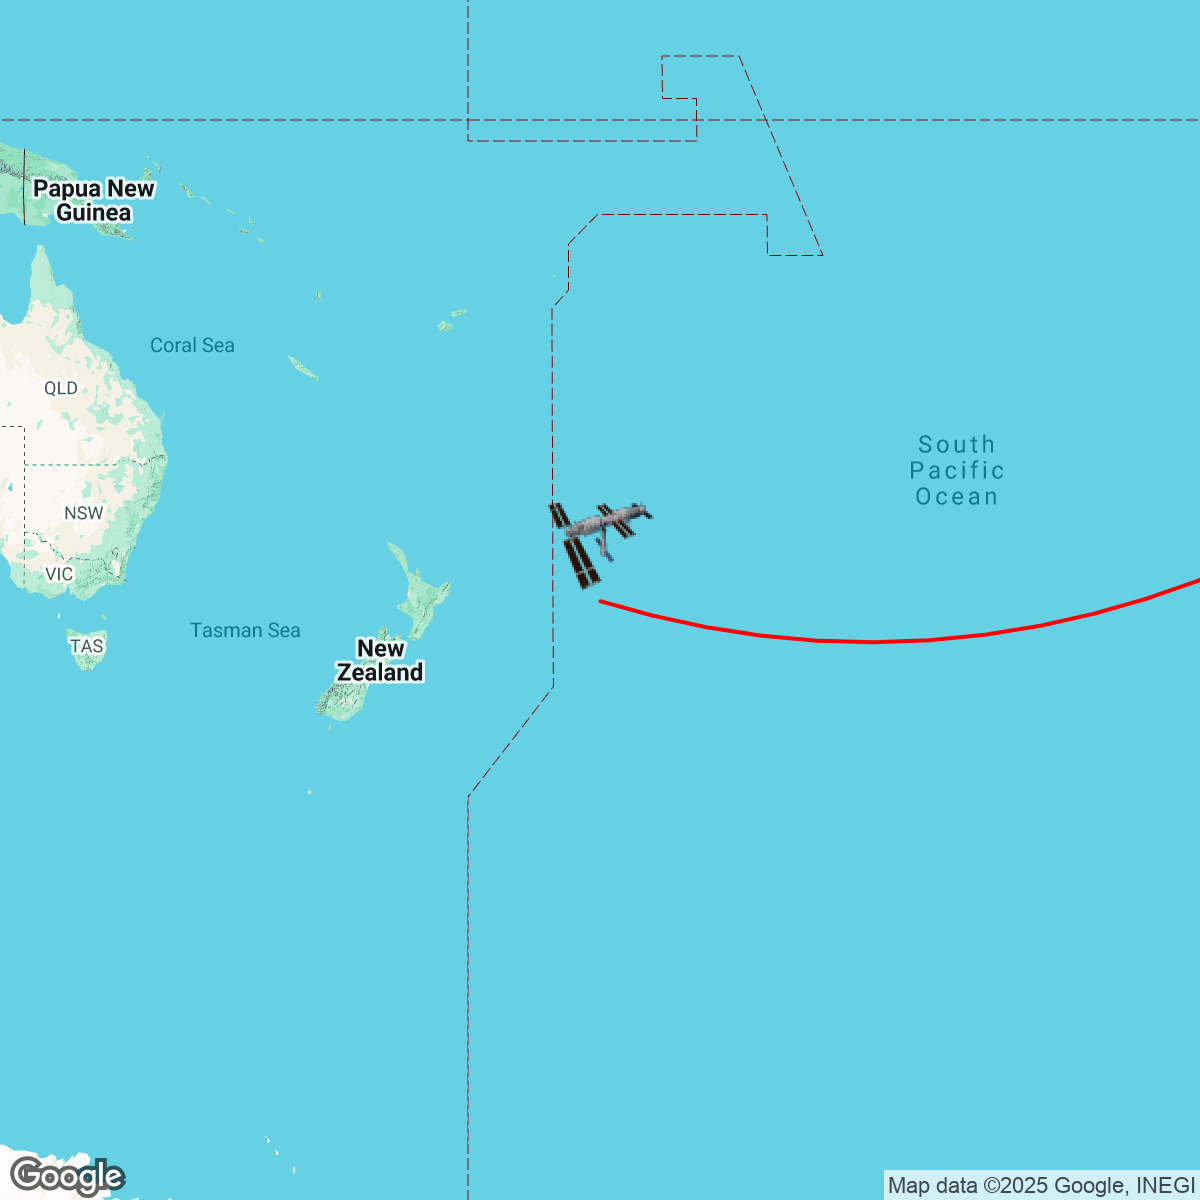 Papua New
Guinea
Coral Sea
QLD
South
Pacific
Ocean
NSW
VIC
Tasman Sea
TAS
New
Zealand
Google
Map data ©2025 Google, INEGI